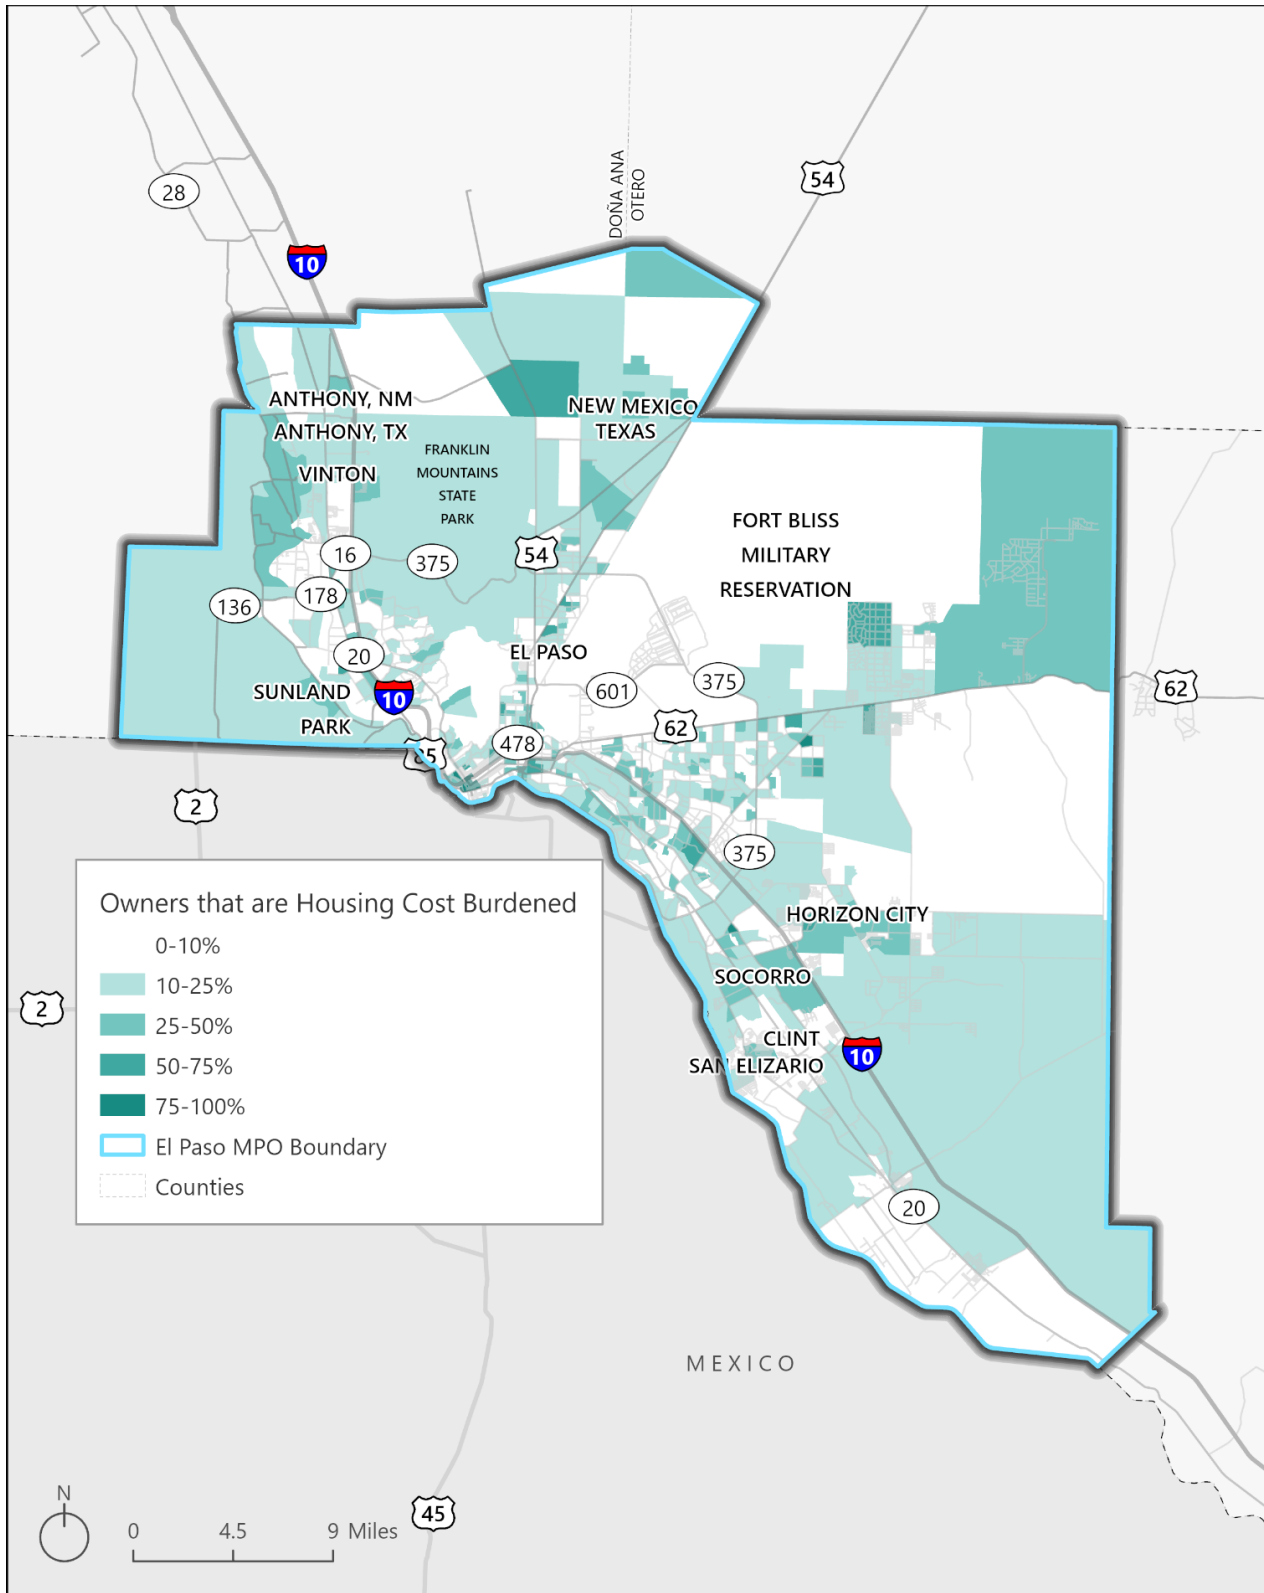 28
54
DOÑA ANA
OTERO
10
ANTHONY, NM
ANTHONY, TX
NEW MEXICO
TEXAS
VINTON
FRANKLIN
MOUNTAINS
STATE
PARK
FORT BLISS
MILITARY
RESERVATION
16
375
54
178
136
20
EL PASO
601
375
62
SUNLAND
PARK
10
62
478
85
2
375
HORIZON CITY
SOCORRO
CLINT
SAN ELIZARIO
10
20
2
Owners that are Housing Cost Burdened
0-10%
10-25%
25-50%
50-75%
75-100%
El Paso MPO Boundary
Counties
MEXICO
45
N
0 4.5 9 Miles